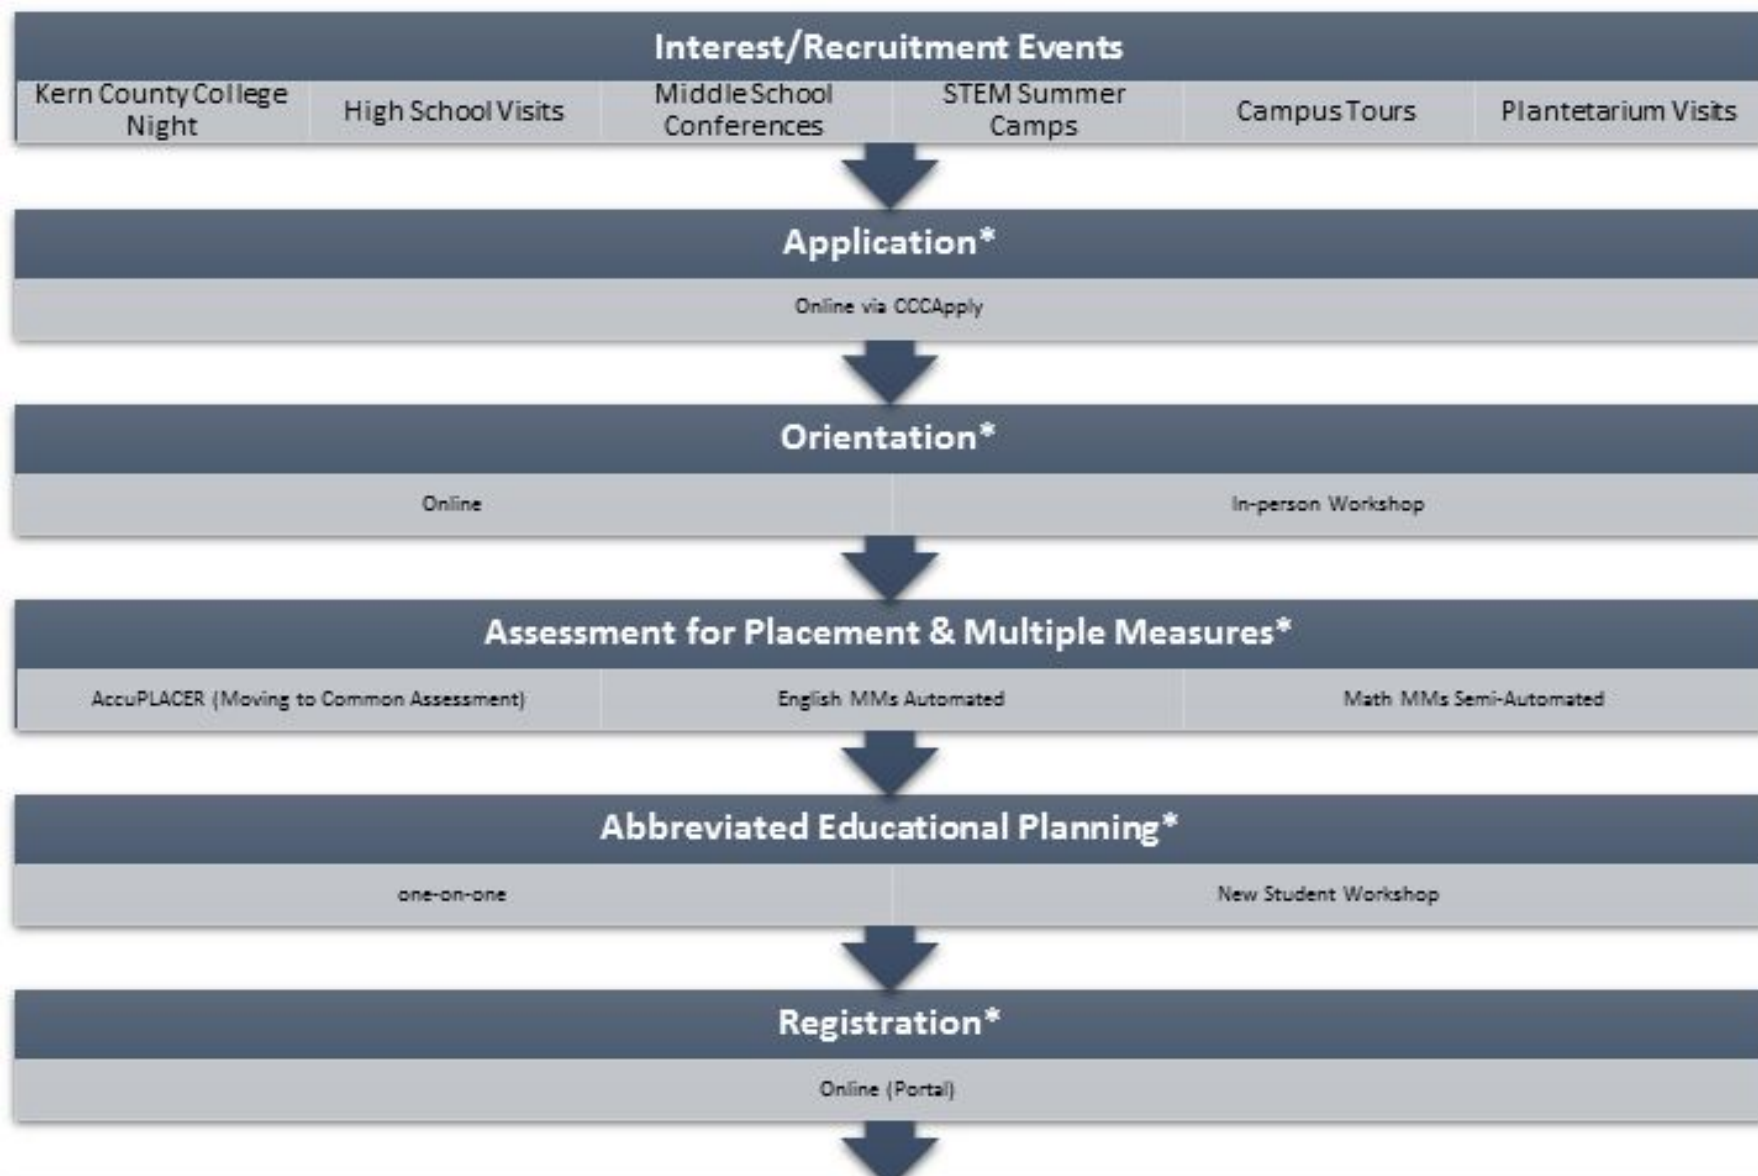 Interest/Recruitment Events
Kern County College
Night
High School Visits
Middle School
Conferences
STEM Summer
Camps
Campus Tours
Plantetarium Visits
Application*
Online via CCCApply
Orientation*
Online
In-person Workshop
Assessment for Placement & Multiple Measures*
AccuPLACER (Moving to Common Assessment)
English MMs Automated
Math MMs Semi-Automated
Abbreviated Educational Planning*
one-on-one
New Student Workshop
Registration*
Online (Portal)